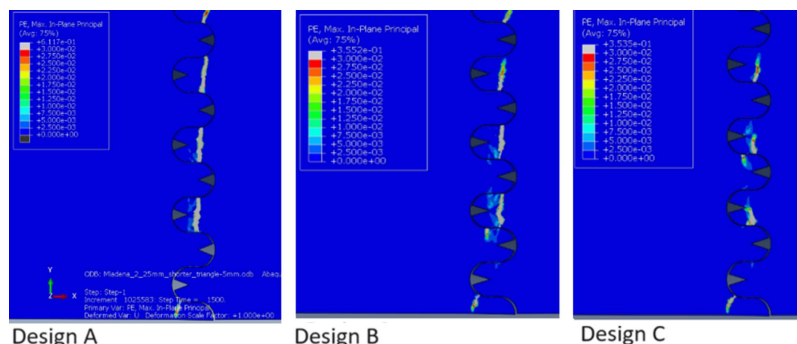 PE, Max. In-Plane Principal
(Avg: 75%)
+6.117e-01
+3.000e-02
+2.750e-02
+2.500e-02
+2.250e-02
+2.000e-02
+1.750e-02
+1.500e-02
+1.250e-02
+1.000e-02
+7.500e-03
+5.000e-03
+2.500e-03
+0.000e+00
ODB: Mladena_2_25mm_shorter_triangle-5mm.odb
Step: Step-1
Increment 1025583: Step Time = .1500.
Primary Var: PE, Max. In-Plane Principal
Deformed Var: U Deformation Scale Factor: +1.000e+00
Y
Z
X
Design A
PE, Max. In-Plane Principal
(Avg: 75%)
+3.552e-01
+3.000e-02
+2.750e-02
+2.500e-02
+2.250e-02
+2.000e-02
+1.750e-02
+1.500e-02
+1.250e-02
+1.000e-02
+7.500e-03
+5.000e-03
+2.500e-03
+0.000e+00
Design B
PE, Max. In-Plane Principal
(Avg: 75%)
+3.535e-01
+3.000e-02
+2.750e-02
+2.500e-02
+2.250e-02
+2.000e-02
+1.750e-02
+1.500e-02
+1.250e-02
+1.000e-02
+7.500e-03
+5.000e-03
+2.500e-03
+0.000e+00
Design C